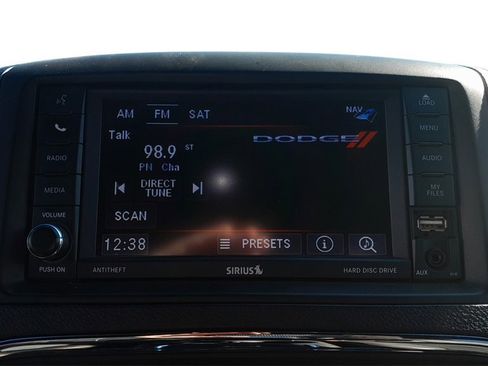 AM FM SAT
NAV
LOAD
Talk
DODGE
MENU
98.9 ST
RADIO
PN Cha
AUDIO
DIRECT
TUNE
MEDIA
MY
FILES
VOLUME
SCAN
12:38
PRESETS
PUSH ON
ANTITHEFT
SIRIUS
HARD DISC DRIVE
AUX